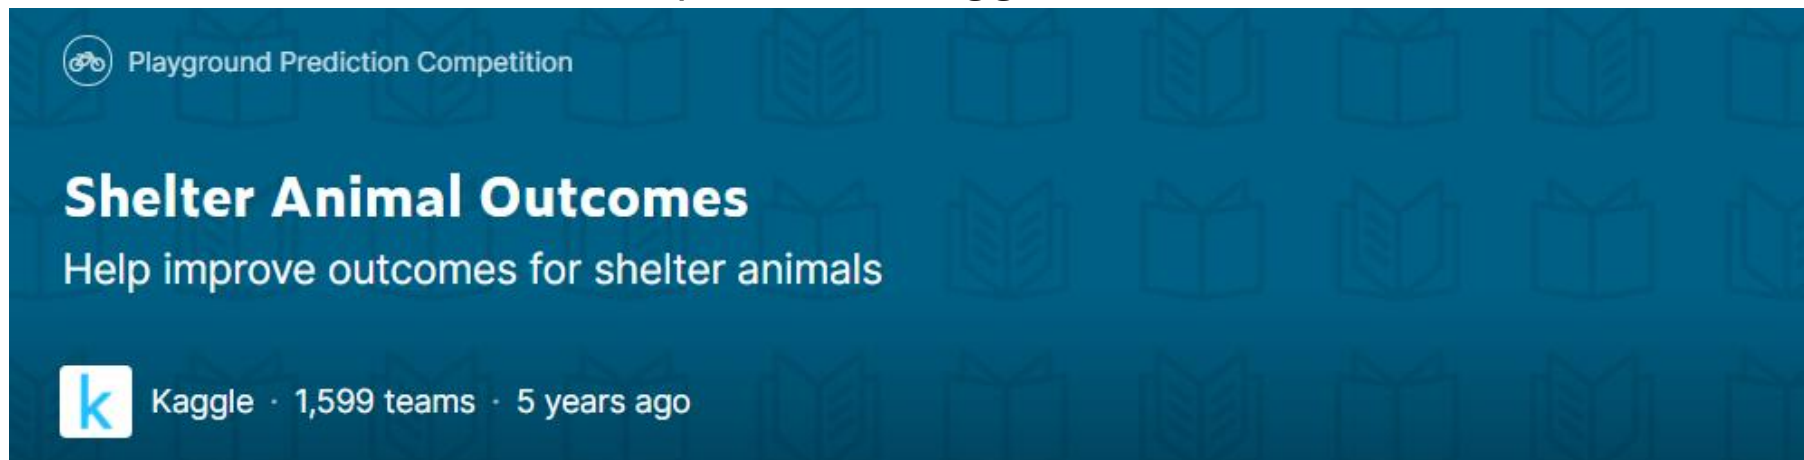 Playground Prediction Competition
Shelter Animal Outcomes
Help improve outcomes for shelter animals
k Kaggle · 1,599 teams · 5 years ago